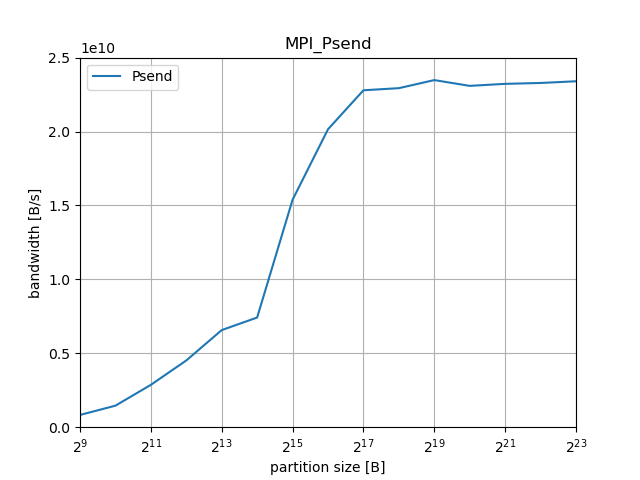 MPI_Psend
1e10
Psend
2.5
2.0
1.5
1.0
0.5
0.0
bandwidth [B/s]
2^9 2^11 2^13 2^15 2^17 2^19 2^21 2^23
partition size [B]